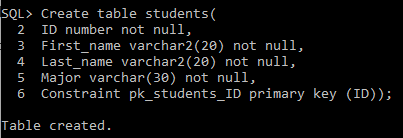 SQL> Create table students(
  2  ID number not null,
  3  First_name varchar2(20) not null,
  4  Last_name varchar2(20) not null,
  5  Major varchar(30) not null,
  6  Constraint pk_students_ID primary key (ID));
Table created.